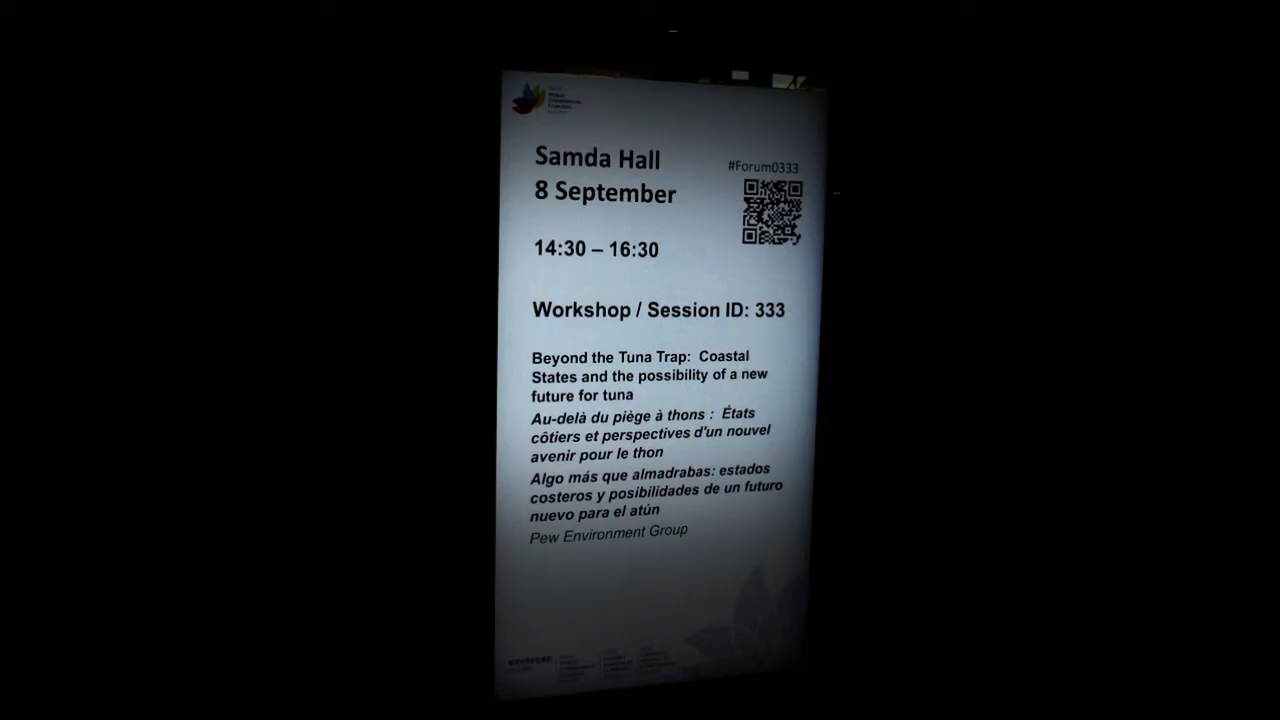 Samda Hall
8 September
#Forum0333
14:30 – 16:30
Workshop / Session ID: 333
Beyond the Tuna Trap: Coastal
States and the possibility of a new
future for tuna
Au-delà du piège à thons : États
côtiers et perspectives d'un nouvel
avenir pour le thon
Algo más que almadrabas: estados
costeros y posibilidades de un futuro
nuevo para el atún
Pew Environment Group